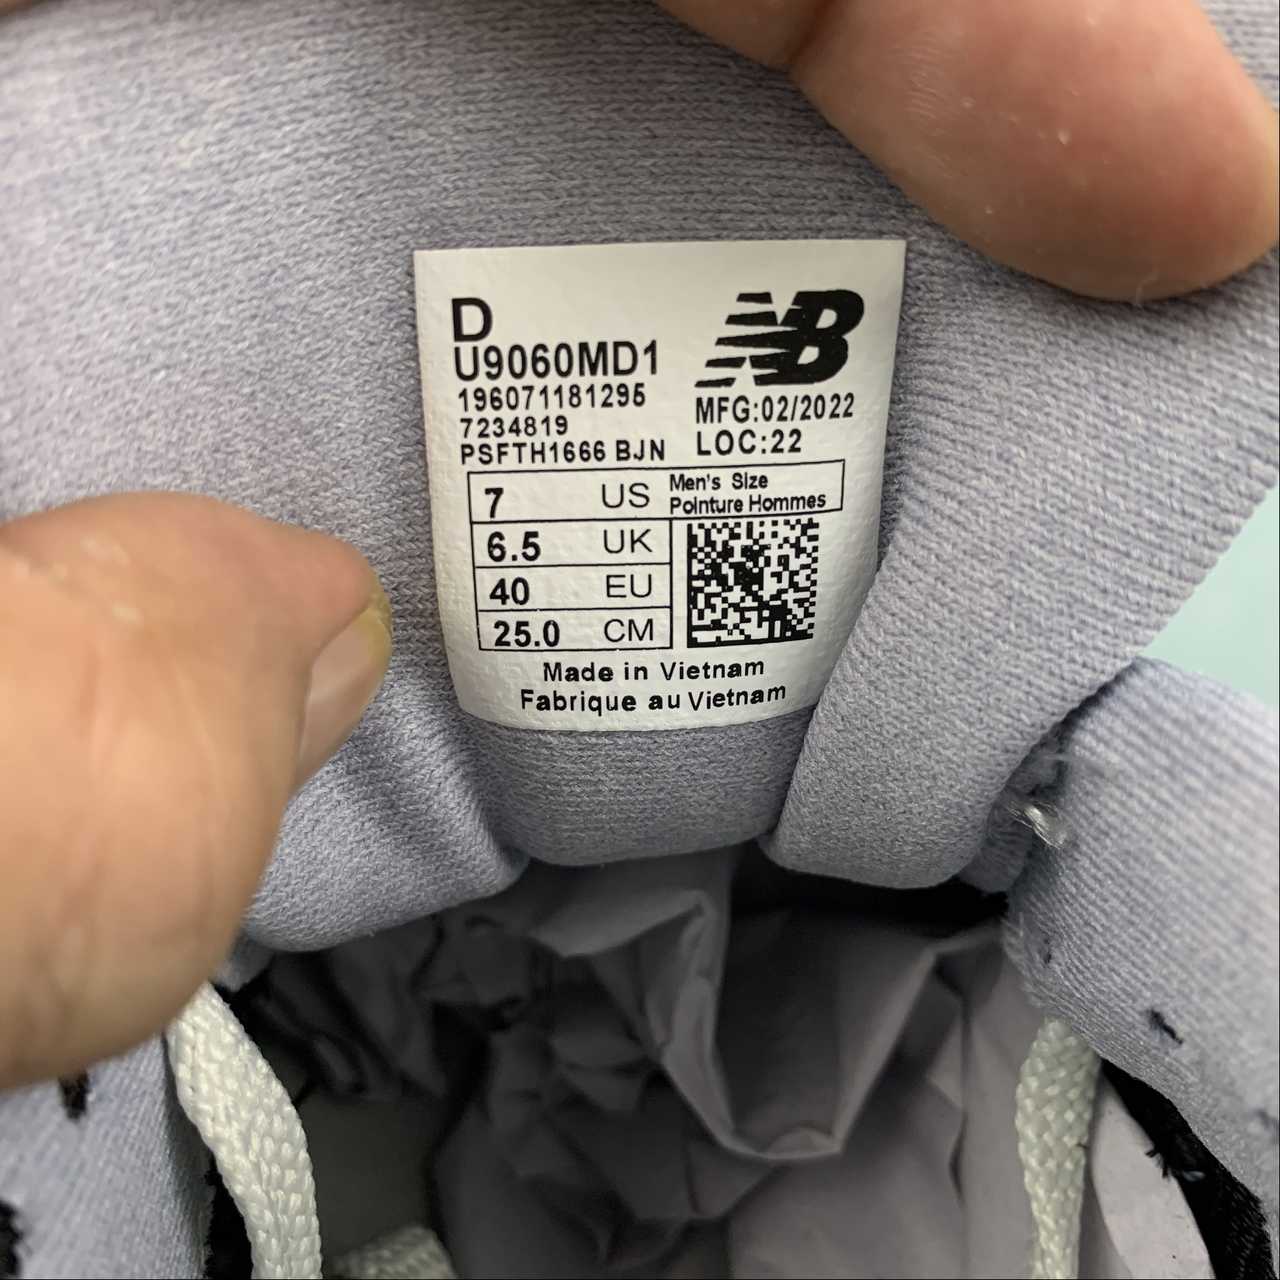 D
U9060MD1
196071181295
7234819
PSFTH1666 BJN
NB
MFG:02/2022
LOC:22
7 US Men's Size
Pointure Hommes
6.5 UK
40 EU
25.0 CM
Made in Vietnam
Fabrique au Vietnam